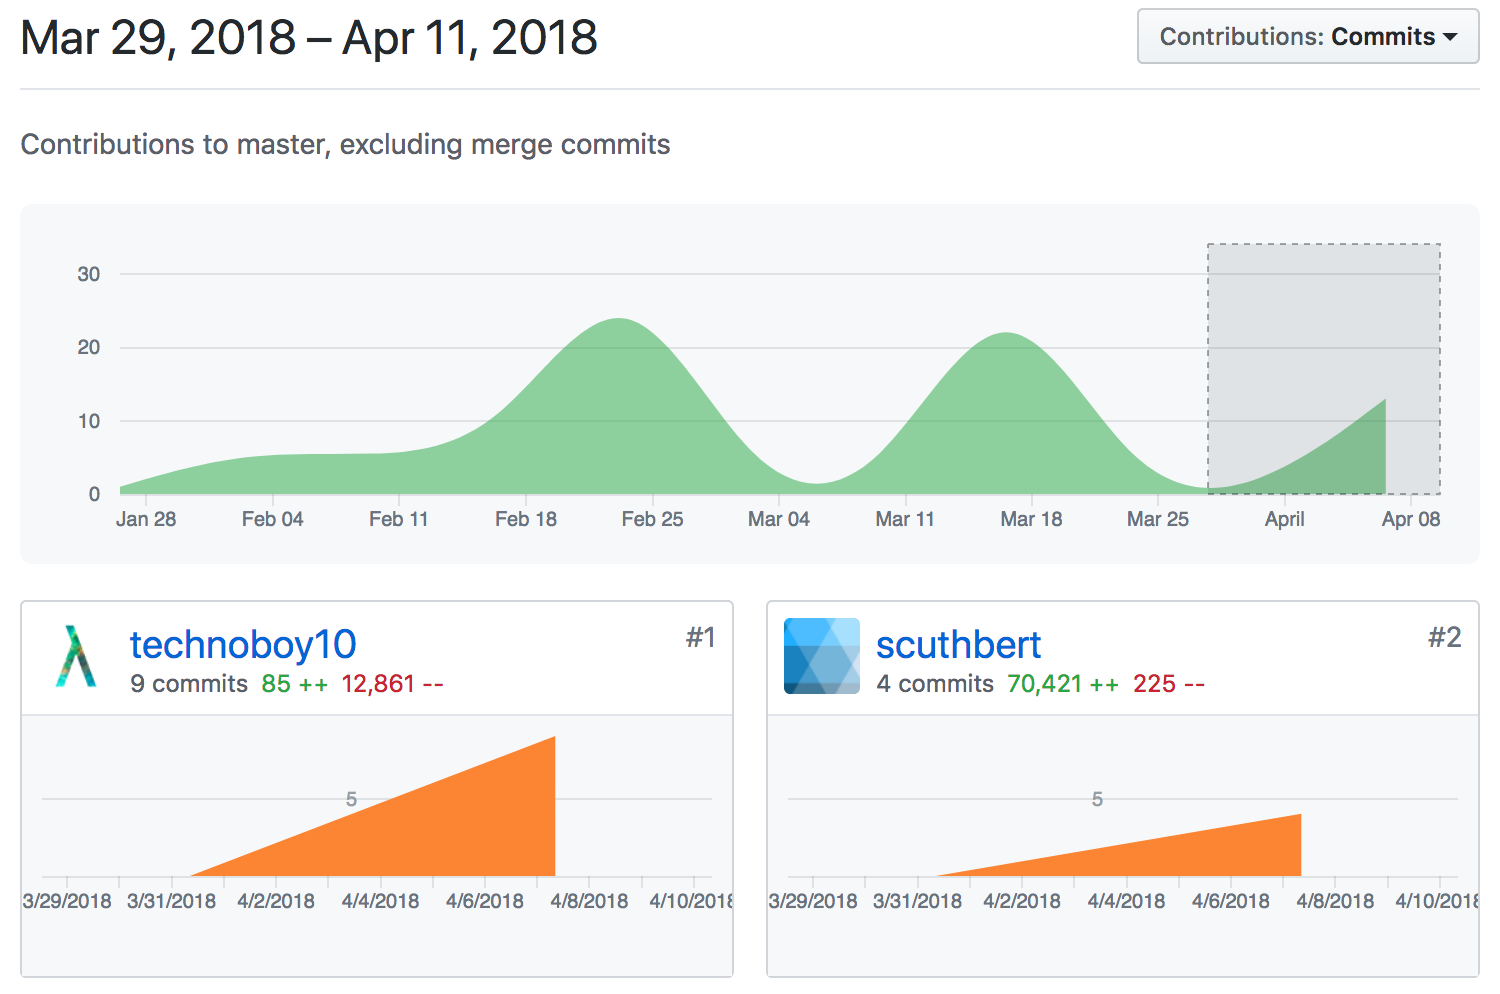 Mar 29, 2018 – Apr 11, 2018
Contributions: Commits
Contributions to master, excluding merge commits
30
20
10
0
Jan 28 Feb 04 Feb 11 Feb 18 Feb 25 Mar 04 Mar 11 Mar 18 Mar 25 April Apr 08
technoboy10 #1
9 commits 85 ++ 12,861 --
5
3/29/2018 3/31/2018 4/2/2018 4/4/2018 4/6/2018 4/8/2018 4/10/2018
scuthbert #2
4 commits 70,421 ++ 225 --
5
3/29/2018 3/31/2018 4/2/2018 4/4/2018 4/6/2018 4/8/2018 4/10/2018